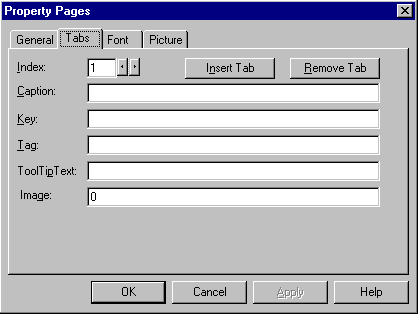 Property Pages
General Tabs Font Picture
Index: 1 Insert Tab Remove Tab
Caption:
Key:
Tag:
ToolTipText:
Image: 0
OK Cancel Apply Help